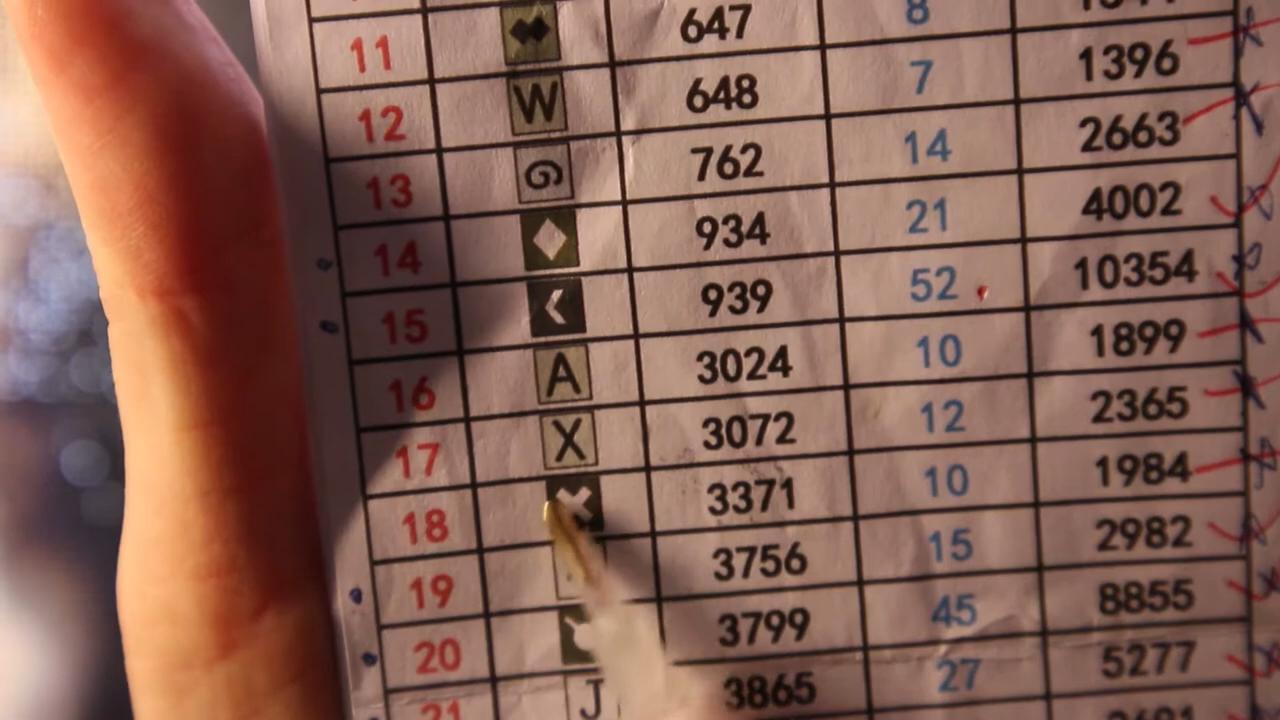 11 647 8
12 W 648 7 1396
13 762 14 2663
14 934 21 4002
15 939 52 10354
16 A 3024 10 1899
17 X 3072 12 2365
18 3371 10 1984
19 3756 15 2982
20 3799 45 8855
21 J 3865 27 5277